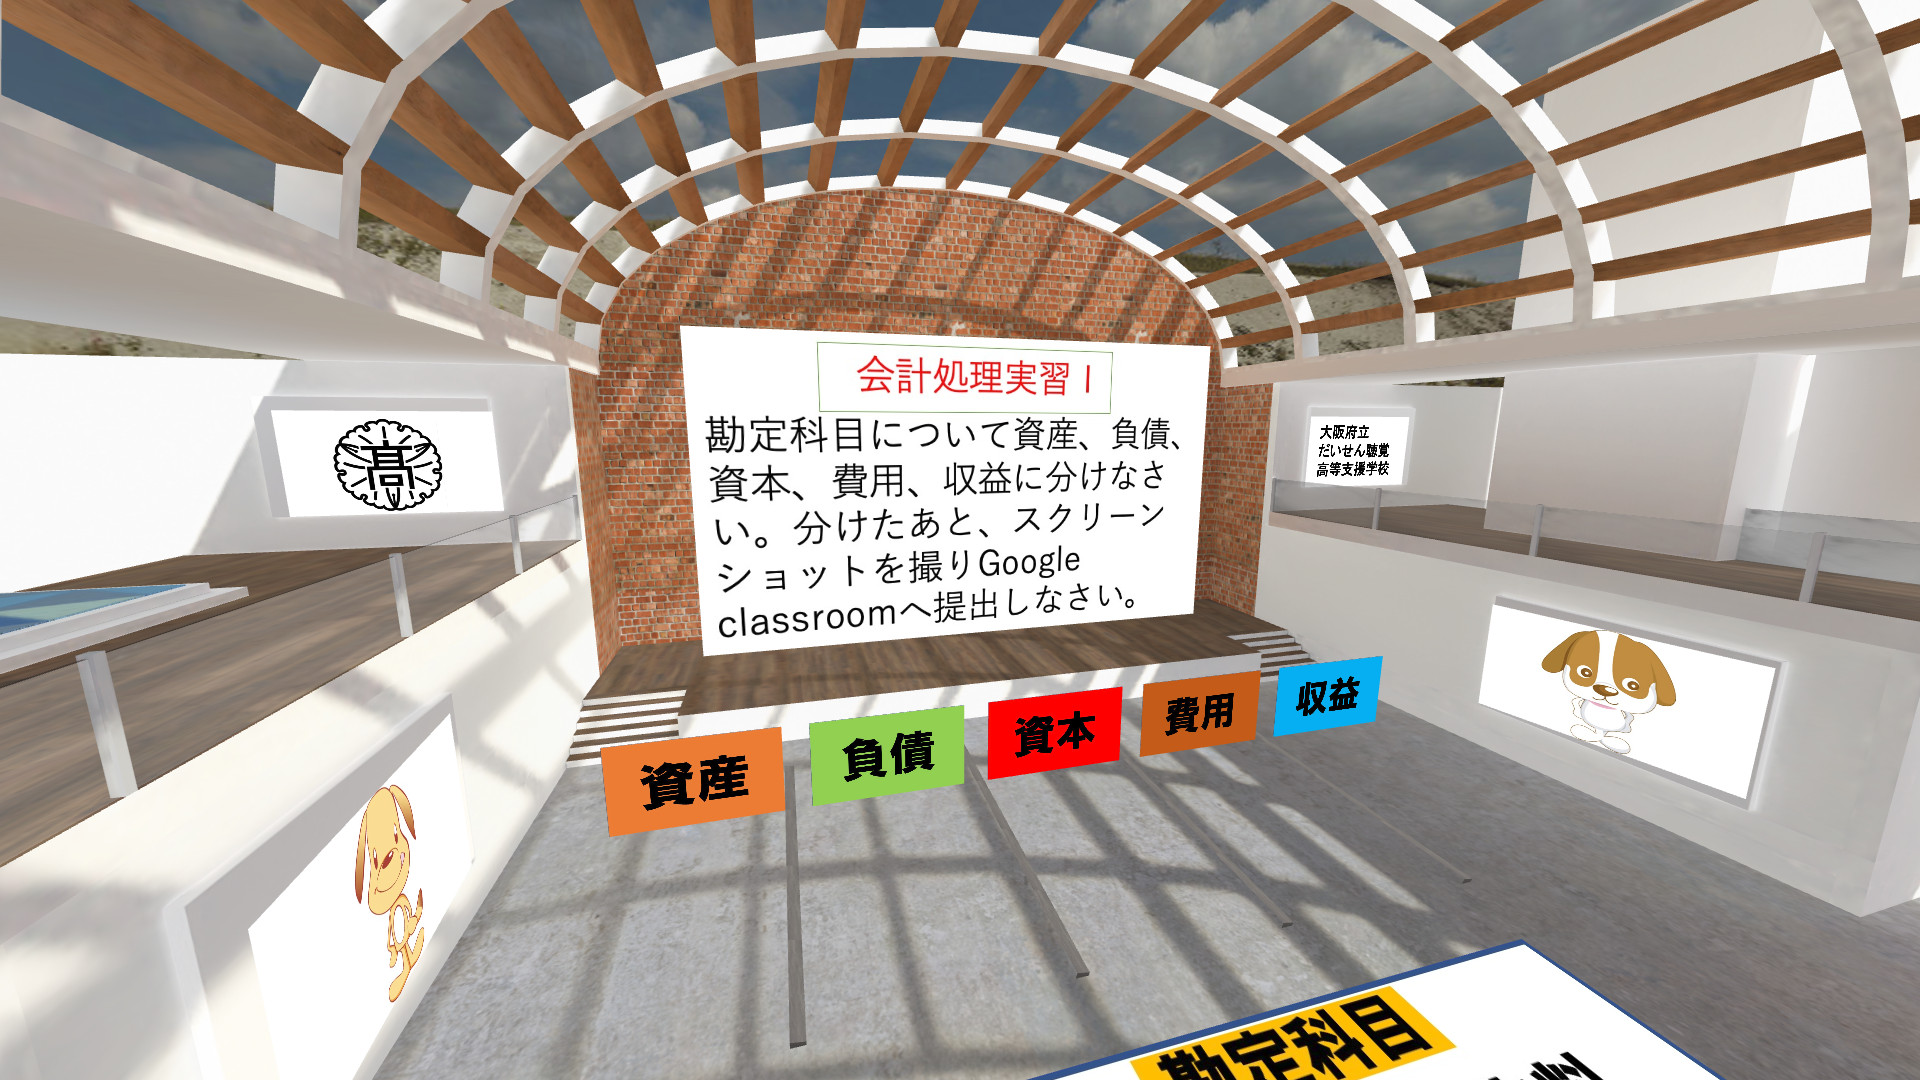 会計処理実習Ⅰ
勘定科目について資産、負債、
資本、費用、収益に分けなさ
い。分けたあと、スクリーン
ショットを撮りGoogle
classroomへ提出しなさい。
高
大阪府立
だいせん聴覚
高等支援学校
資産
負債
資本
費用
収益
勘定科目